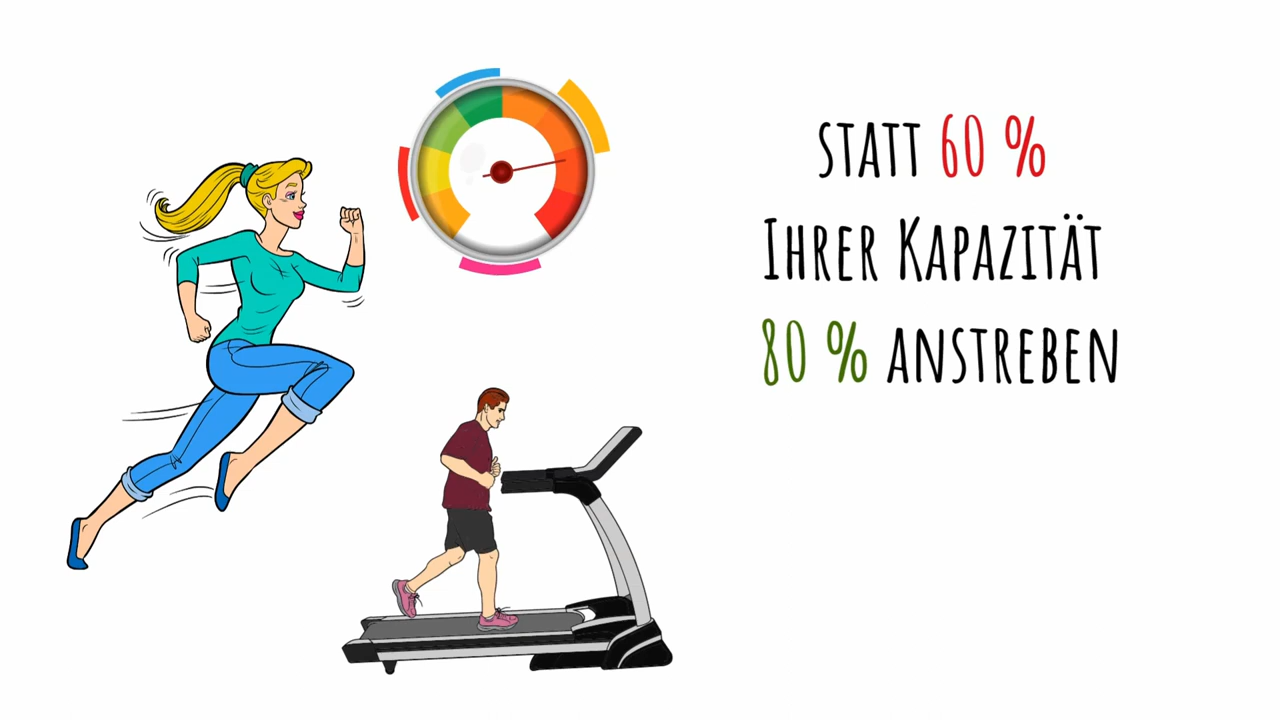 statt 60 %
Ihrer Kapazität
80 % anstreben